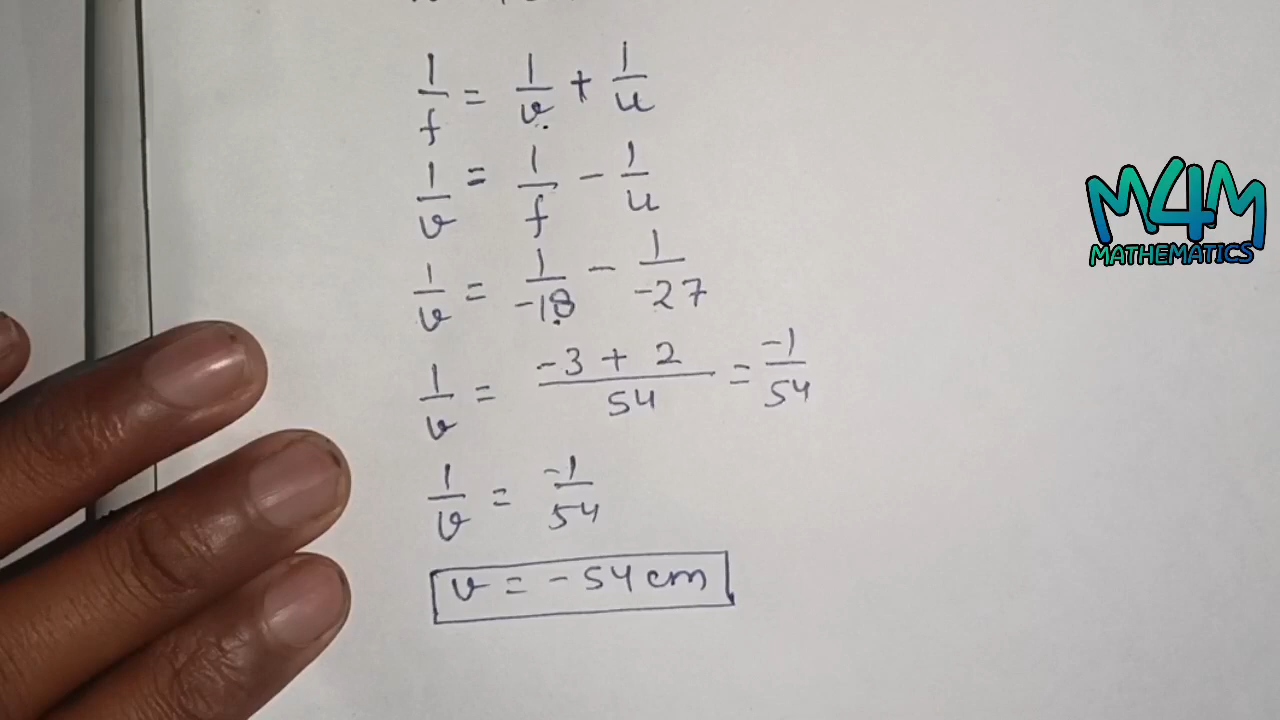 1/f = 1/v + 1/u
1/v = 1/f - 1/u
1/v = 1/-18 - 1/-27
1/v = -3 + 2/54 = -1/54
1/v = -1/54
v = -54 cm
M4M
MATHEMATICS